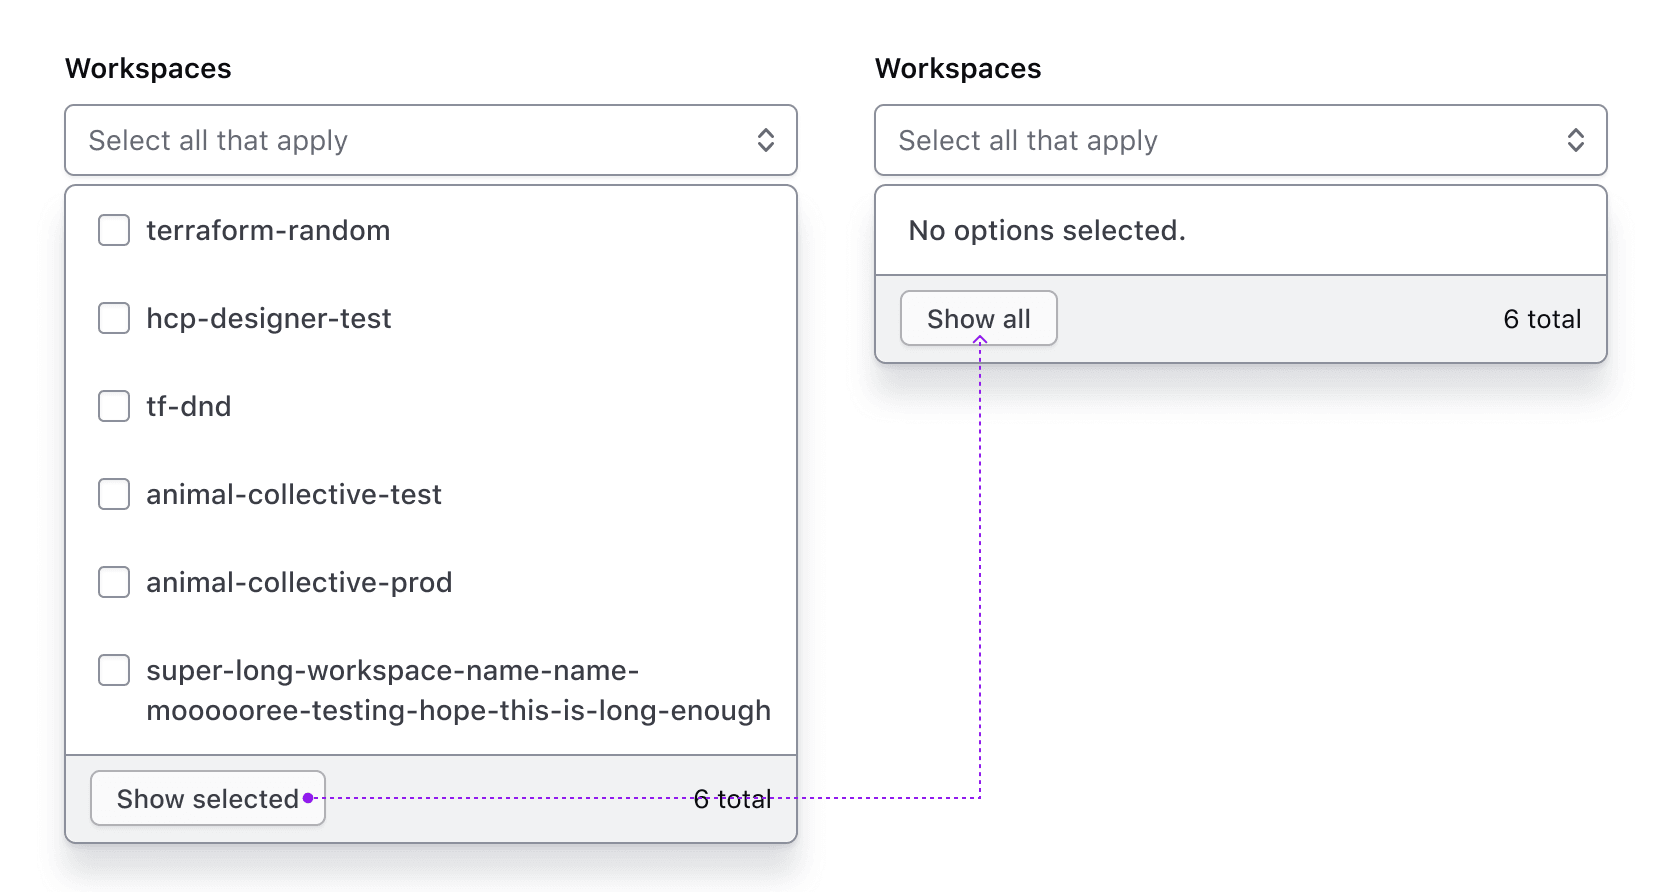 Workspaces
Select all that apply
terraform-random
hcp-designer-test
tf-dnd
animal-collective-test
animal-collective-prod
super-long-workspace-name-name-
moooooree-testing-hope-this-is-long-enough
Show selected
6 total
Workspaces
Select all that apply
No options selected.
Show all
6 total